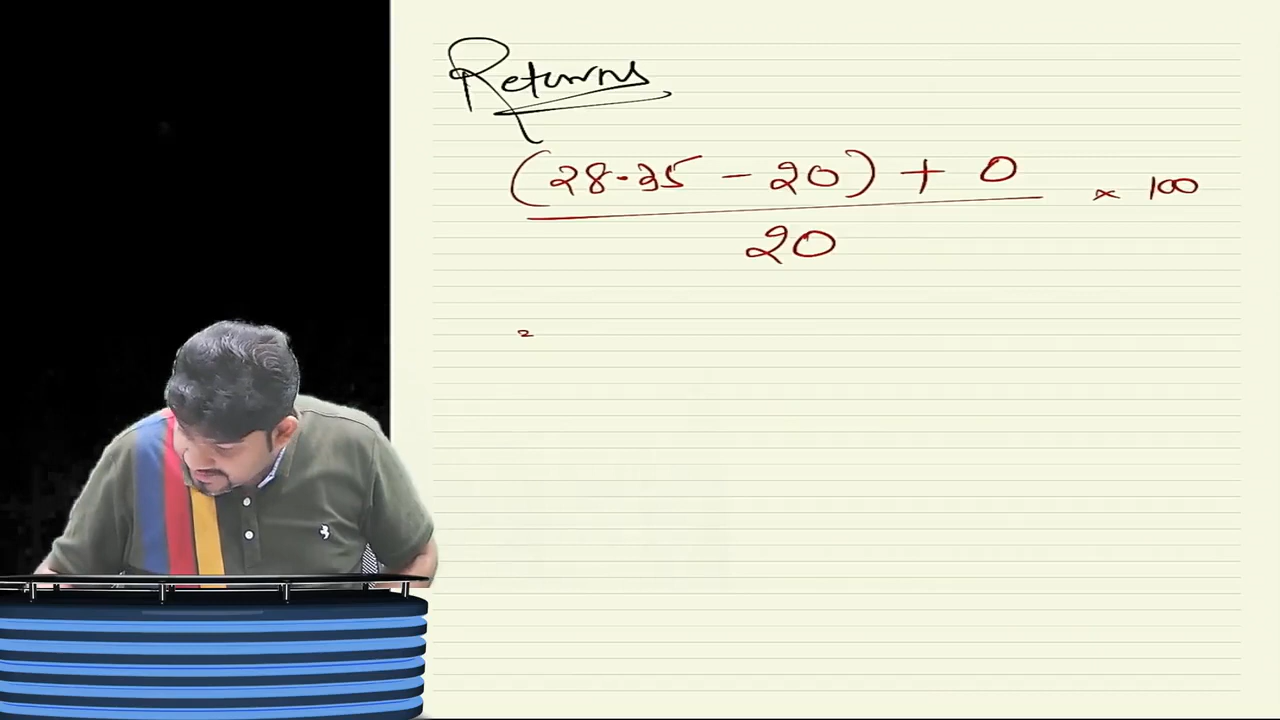 Returns
(28.35 - 20) + 0
× 100
20
=